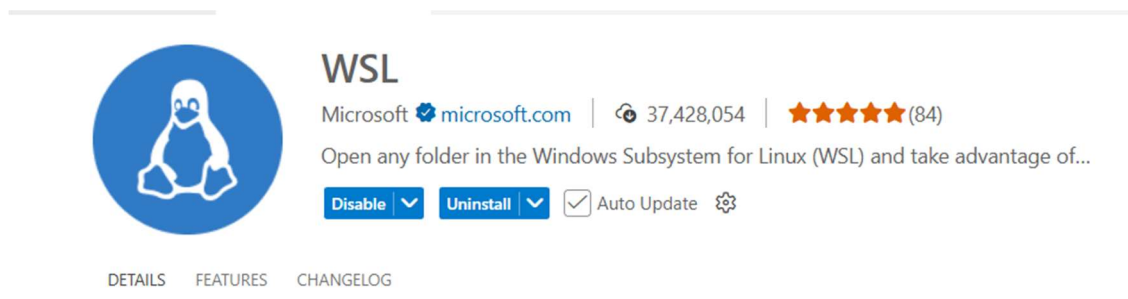 WSL
Microsoft microsoft.com 37,428,054 (84)
Open any folder in the Windows Subsystem for Linux (WSL) and take advantage of...
Disable Uninstall Auto Update
DETAILS FEATURES CHANGELOG